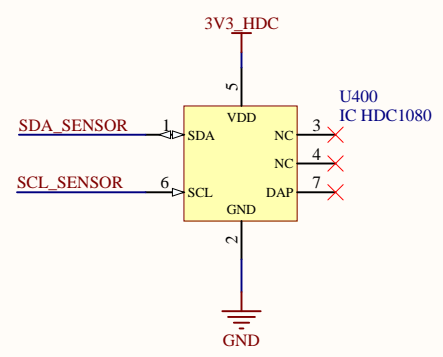 3V3_HDC
5
U400
IC HDC1080
VDD
SDA_SENSOR 1 SDA NC 3
NC 4
SCL_SENSOR 6 SCL DAP 7
GND
2
GND